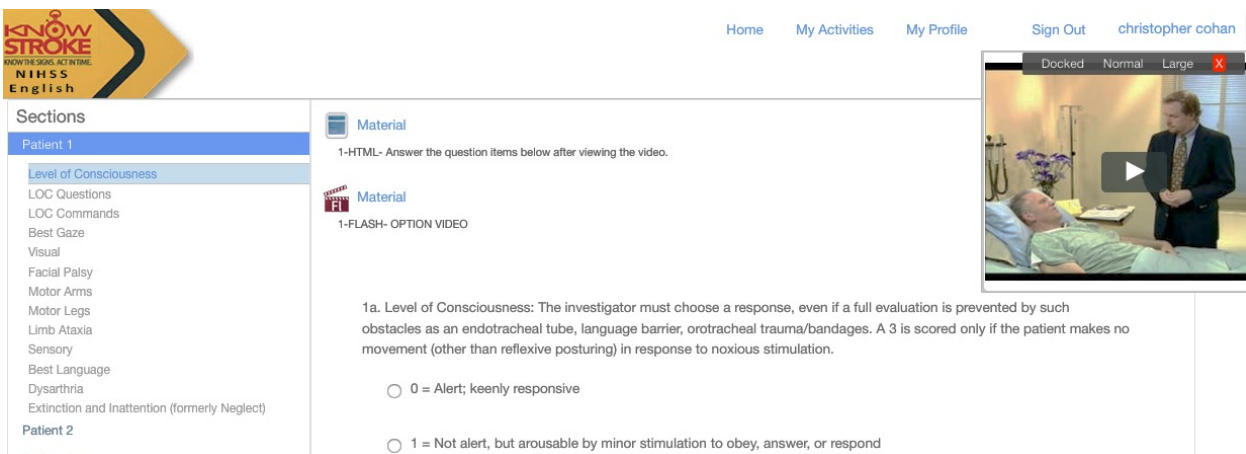 KNOW
STROKE
KNOW THE SIGNS. ACT IN TIME.
NIHSS
English
Home My Activities My Profile Sign Out christopher cohan
Docked Normal Large X
Sections
Patient 1
Level of Consciousness
LOC Questions
LOC Commands
Best Gaze
Visual
Facial Palsy
Motor Arms
Motor Legs
Limb Ataxia
Sensory
Best Language
Dysarthria
Extinction and Inattention (formerly Neglect)
Patient 2
Material
1-HTML- Answer the question items below after viewing the video.
Fl
Material
1-FLASH- OPTION VIDEO
1a. Level of Consciousness: The investigator must choose a response, even if a full evaluation is prevented by such
obstacles as an endotracheal tube, language barrier, orotracheal trauma/bandages. A 3 is scored only if the patient makes no
movement (other than reflexive posturing) in response to noxious stimulation.
0 = Alert; keenly responsive
1 = Not alert, but arousable by minor stimulation to obey, answer, or respond